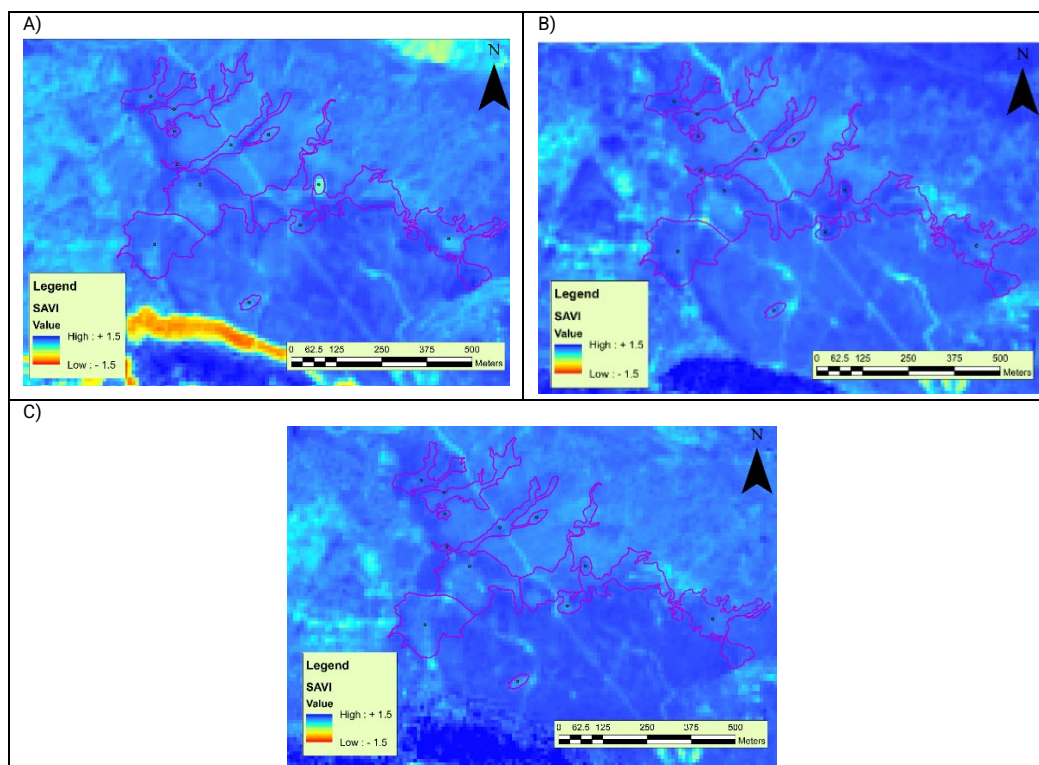 A)
N
Legend
SAVI
Value
High : + 1.5
Low : - 1.5
0 62.5 125 250 375 500
Meters
B)
N
Legend
SAVI
Value
High : + 1.5
Low : - 1.5
0 62.5 125 250 375 500
Meters
C)
N
Legend
SAVI
Value
High : + 1.5
Low : - 1.5
0 62.5 125 250 375 500
Meters